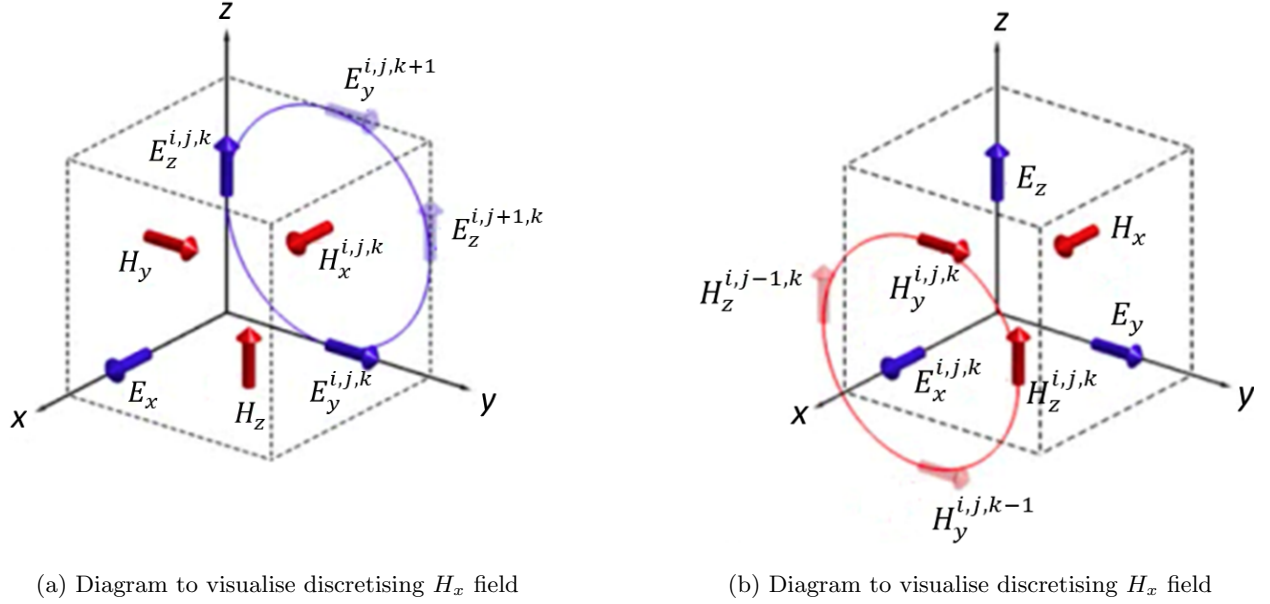 z
E_y^{i,j,k+1}
E_z^{i,j,k}
E_z^{i,j+1,k}
H_y
H_x^{i,j,k}
E_x
H_z
E_y^{i,j,k}
x
y
(a) Diagram to visualise discretising H_x field
z
E_z
H_x
H_z^{i,j-1,k}
H_y^{i,j,k}
E_y
E_x^{i,j,k}
H_z^{i,j,k}
x
y
H_y^{i,j,k-1}
(b) Diagram to visualise discretising H_x field